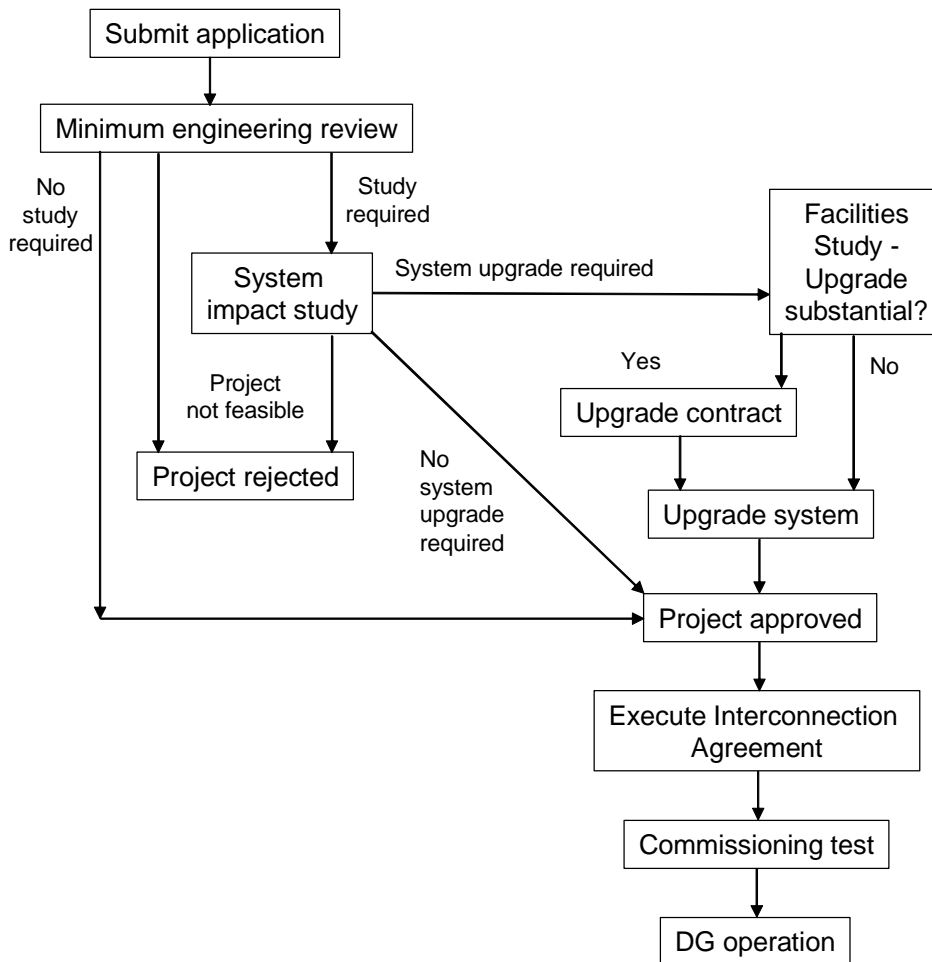 Submit application
Minimum engineering review
No
study
required
Study
required
Facilities
Study -
Upgrade
substantial?
System
impact study
System upgrade required
Yes
No
Project
not feasible
Upgrade contract
Project rejected
No
system
upgrade
required
Upgrade system
Project approved
Execute Interconnection
Agreement
Commissioning test
DG operation